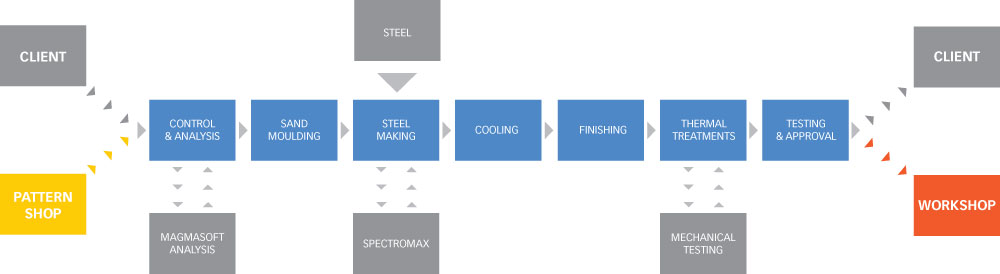 STEEL
CLIENT
CLIENT
CONTROL
& ANALYSIS
SAND
MOULDING
STEEL
MAKING
COOLING
FINISHING
THERMAL
TREATMENTS
TESTING
& APPROVAL
PATTERN
SHOP
WORKSHOP
MAGMASOFT
ANALYSIS
SPECTROMAX
MECHANICAL
TESTING